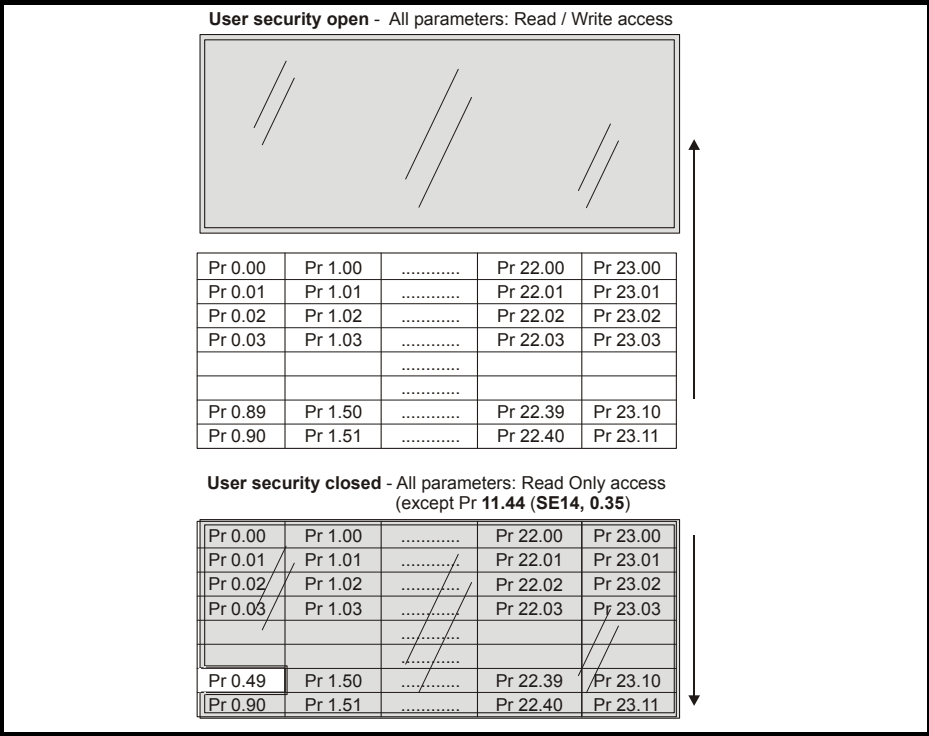 User security open - All parameters: Read / Write access
Pr 0.00 Pr 1.00 ............ Pr 22.00 Pr 23.00
Pr 0.01 Pr 1.01 ............ Pr 22.01 Pr 23.01
Pr 0.02 Pr 1.02 ............ Pr 22.02 Pr 23.02
Pr 0.03 Pr 1.03 ............ Pr 22.03 Pr 23.03
............
............
Pr 0.89 Pr 1.50 ............ Pr 22.39 Pr 23.10
Pr 0.90 Pr 1.51 ............ Pr 22.40 Pr 23.11
User security closed - All parameters: Read Only access
(except Pr 11.44 (SE14, 0.35)
Pr 0.00 Pr 1.00 ............ Pr 22.00 Pr 23.00
Pr 0.01 Pr 1.01 ............ Pr 22.01 Pr 23.01
Pr 0.02 Pr 1.02 ............ Pr 22.02 Pr 23.02
Pr 0.03 Pr 1.03 ............ Pr 22.03 Pr 23.03
............
............
Pr 0.49 Pr 1.50 ............ Pr 22.39 Pr 23.10
Pr 0.90 Pr 1.51 ............ Pr 22.40 Pr 23.11